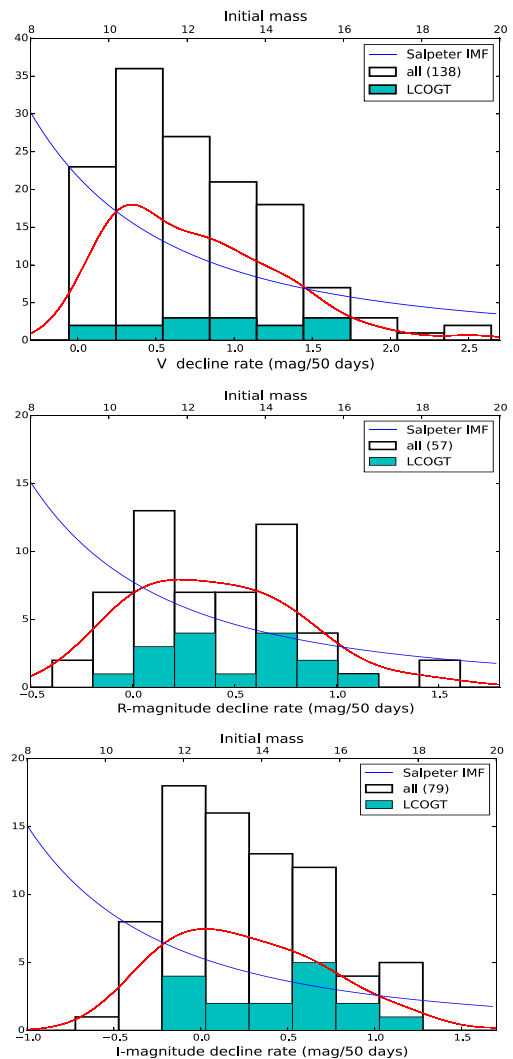 Initial mass
8 10 12 14 16 18 20
40
35
30
25
20
15
10
5
0
Salpeter IMF
all (138)
LCOGT
0.0 0.5 1.0 1.5 2.0 2.5
V decline rate (mag/50 days)
Initial mass
8 10 12 14 16 18 20
20
15
10
5
0
Salpeter IMF
all (57)
LCOGT
−0.5 0.0 0.5 1.0 1.5
R-magnitude decline rate (mag/50 days)
Initial mass
8 10 12 14 16 18 20
20
15
10
5
0
Salpeter IMF
all (79)
LCOGT
−1.0 −0.5 0.0 0.5 1.0 1.5
I-magnitude decline rate (mag/50 days)